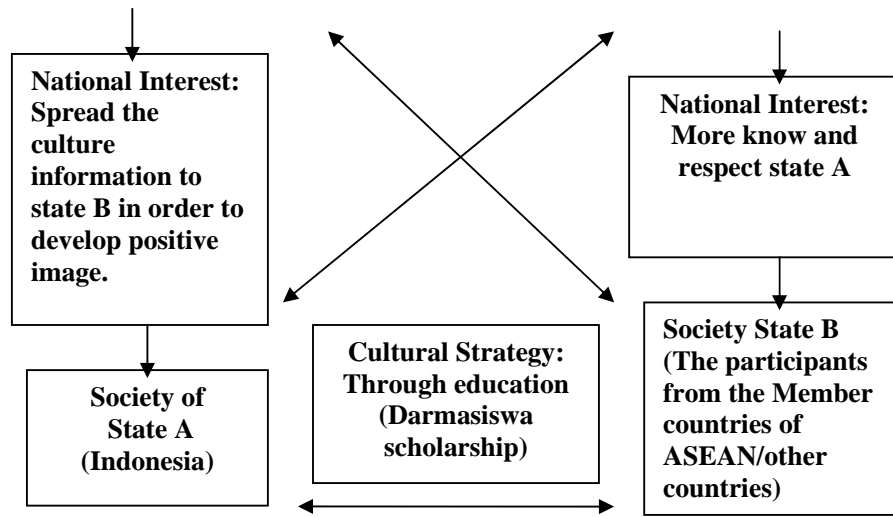 National Interest:
Spread the
culture
information to
state B in order to
develop positive
image.
National Interest:
More know and
respect state A
Society of
State A
(Indonesia)
Cultural Strategy:
Through education
(Darmasiswa
scholarship)
Society State B
(The participants
from the Member
countries of
ASEAN/other
countries)